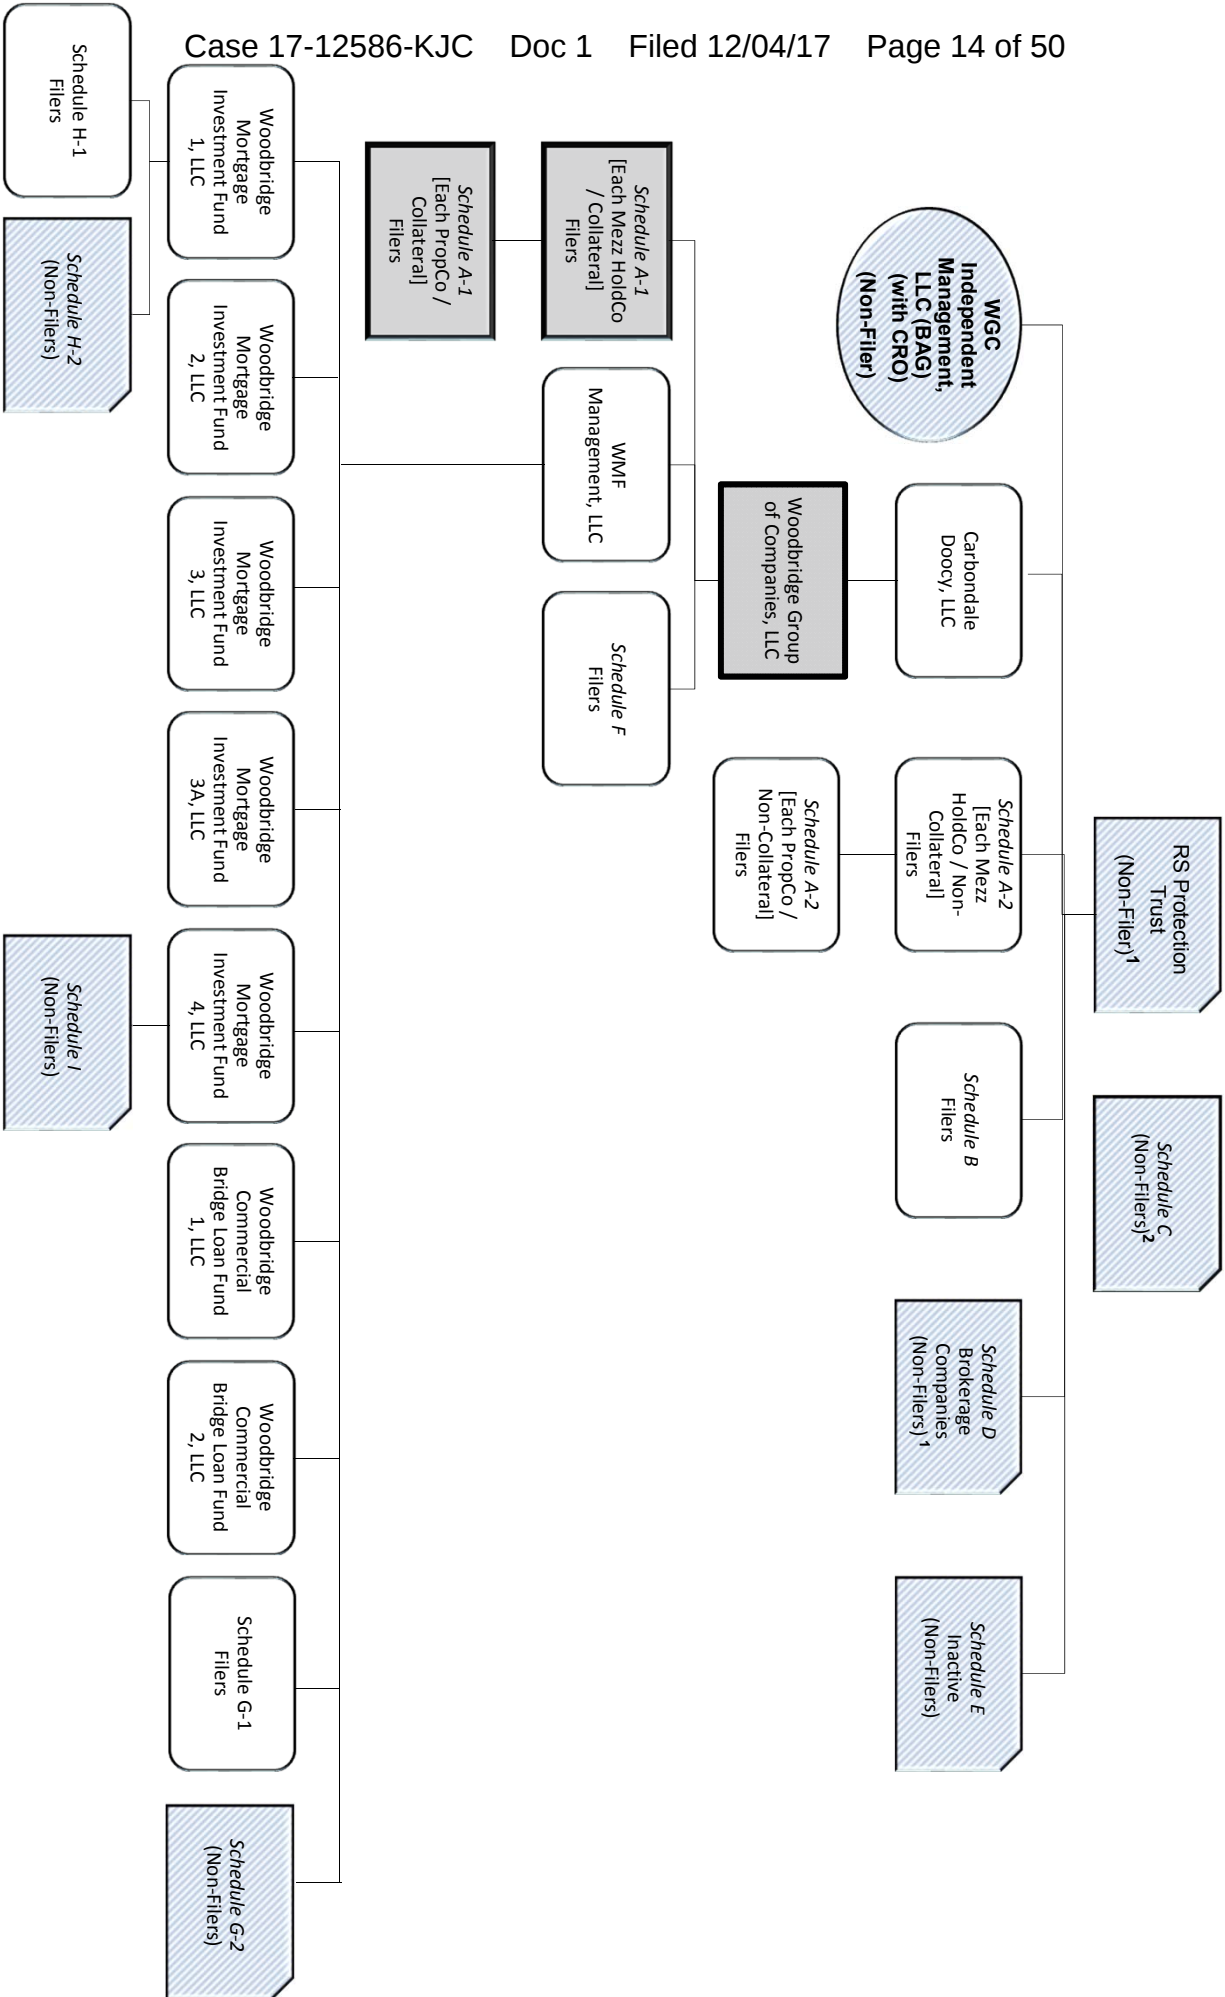 Case 17-12586-KJC Doc 1 Filed 12/04/17 Page 14 of 50
RS Protection
Trust
(Non-Filer)1
Schedule C
(Non-Filers)2
WGC
Independent
Management,
LLC (BAG)
(with CRO)
(Non-Filer)
Carbondale
Doocy, LLC
Schedule A-2
[Each Mezz
HoldCo / Non-
Collateral]
Filers
Schedule B
Filers
Schedule D
Brokerage
Companies
(Non-Filers)1
Schedule E
Inactive
(Non-Filers)
Woodbridge Group
of Companies, LLC
Schedule A-2
[Each PropCo /
Non-Collateral]
Filers
Schedule A-1
[Each Mezz HoldCo
/ Collateral]
Filers
WMF
Management, LLC
Schedule F
Filers
Schedule A-1
[Each PropCo /
Collateral]
Filers
Woodbridge
Mortgage
Investment Fund
1, LLC
Woodbridge
Mortgage
Investment Fund
2, LLC
Woodbridge
Mortgage
Investment Fund
3, LLC
Woodbridge
Mortgage
Investment Fund
3A, LLC
Woodbridge
Mortgage
Investment Fund
4, LLC
Woodbridge
Commercial
Bridge Loan Fund
1, LLC
Woodbridge
Commercial
Bridge Loan Fund
2, LLC
Schedule G-1
Filers
Schedule G-2
(Non-Filers)
Schedule H-1
Filers
Schedule H-2
(Non-Filers)
Schedule I
(Non-Filers)